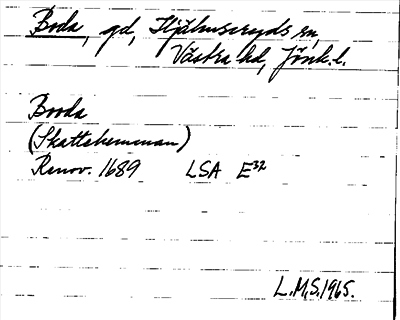 Boda, gd, Hjälmseryds sn,
Västra hd, Jönk. l.
Booda
(Skattehemman)
Renov. 1689 LSA E³²
L.M.S. 1965.